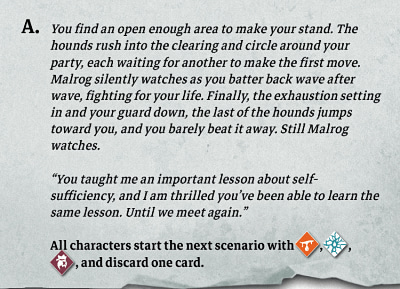 A. You find an open enough area to make your stand. The
hounds rush into the clearing and circle around your
party, each waiting for another to make the first move.
Malrog silently watches as you batter back wave after
wave, fighting for your life. Finally, the exhaustion setting
in and your guard down, the last of the hounds jumps
toward you, and you barely beat it away. Still Malrog
watches.
“You taught me an important lesson about self-
sufficiency, and I am thrilled you’ve been able to learn the
same lesson. Until we meet again.”
All characters start the next scenario with , ,
, and discard one card.